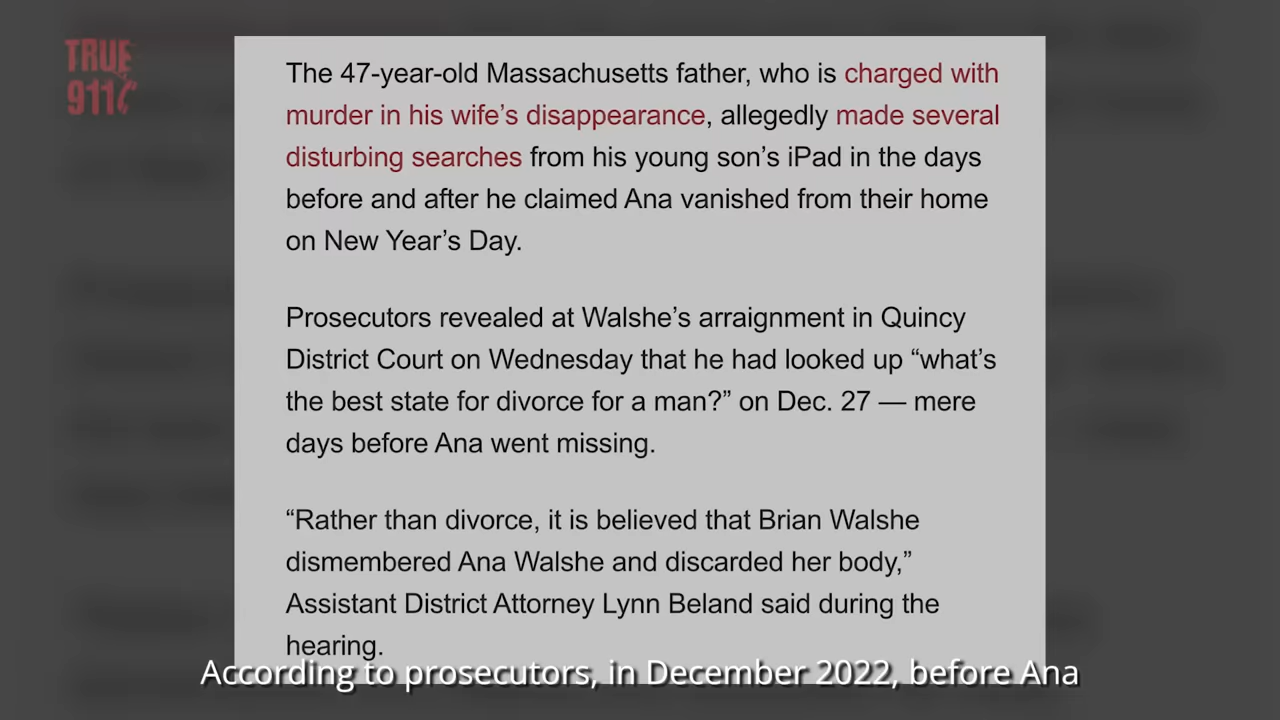 TRUE
911
The 47-year-old Massachusetts father, who is charged with
murder in his wife’s disappearance, allegedly made several
disturbing searches from his young son’s iPad in the days
before and after he claimed Ana vanished from their home
on New Year’s Day.
Prosecutors revealed at Walshe’s arraignment in Quincy
District Court on Wednesday that he had looked up “what’s
the best state for divorce for a man?” on Dec. 27 — mere
days before Ana went missing.
“Rather than divorce, it is believed that Brian Walshe
dismembered Ana Walshe and discarded her body,”
Assistant District Attorney Lynn Beland said during the
hearing.
According to prosecutors, in December 2022, before Ana